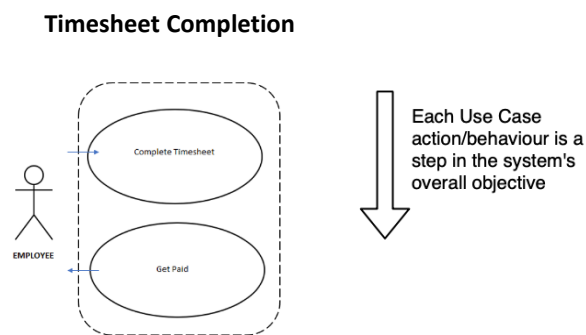 Timesheet Completion
Complete Timesheet
Each Use Case
action/behaviour is a
step in the system's
overall objective
EMPLOYEE
Get Paid